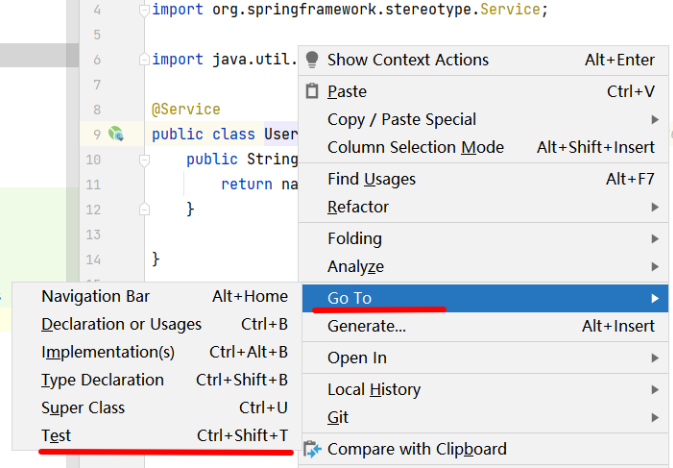 4 import org.springframework.stereotype.Service;
5
6 import java.util.
7
8 @Service
9 public class User
10 public String
11 return na
12 }
13
14 }
Show Context Actions Alt+Enter
Paste Ctrl+V
Copy / Paste Special
Column Selection Mode Alt+Shift+Insert
Find Usages Alt+F7
Refactor
Folding
Analyze
Go To
Generate... Alt+Insert
Open In
Local History
Git
Compare with Clipboard
Navigation Bar Alt+Home
Declaration or Usages Ctrl+B
Implementation(s) Ctrl+Alt+B
Type Declaration Ctrl+Shift+B
Super Class Ctrl+U
Test Ctrl+Shift+T